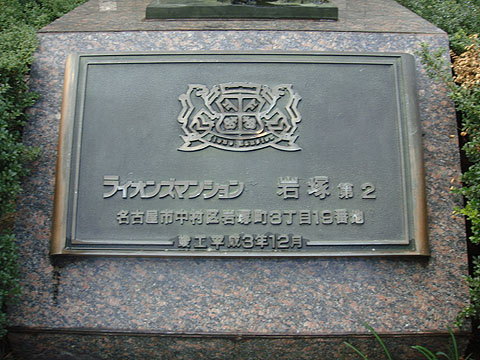 ライオンズマンション 岩塚 第2
名古屋市中村区岩塚町3丁目19番地
竣工平成3年12月